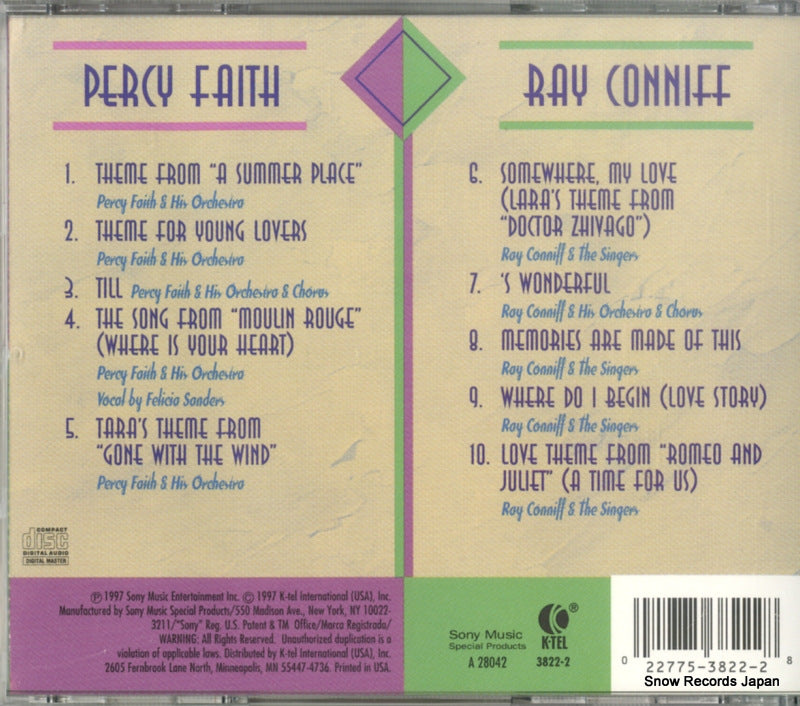 PERCY FAITH
1. THEME FROM "A SUMMER PLACE"
Percy Faith & His Orchestra
2. THEME FOR YOUNG LOVERS
Percy Faith & His Orchestra
3. TILL Percy Faith & His Orchestra & Chorus
4. THE SONG FROM "MOULIN ROUGE"
(WHERE IS YOUR HEART)
Percy Faith & His Orchestra
Vocal by Felicia Sanders
5. TARA'S THEME FROM
"GONE WITH THE WIND"
Percy Faith & His Orchestra
RAY CONNIFF
6. SOMEWHERE, MY LOVE
(LARA'S THEME FROM
"DOCTOR ZHIVAGO")
Ray Conniff & The Singers
7. 'S WONDERFUL
Ray Conniff & His Orchestra & Chorus
8. MEMORIES ARE MADE OF THIS
Ray Conniff & The Singers
9. WHERE DO I BEGIN (LOVE STORY)
Ray Conniff & The Singers
10. LOVE THEME FROM "ROMEO AND
JULIET" (A TIME FOR US)
Ray Conniff & The Singers
COMPACT
disc
DIGITAL AUDIO
DIGITAL MASTER
℗ 1997 Sony Music Entertainment Inc. © 1997 K-tel International (USA), Inc.
Manufactured by Sony Music Special Products/550 Madison Ave., New York, NY 10022-
3211/"Sony" Reg. U.S. Patent & TM Office/Marca Registrada/
WARNING: All Rights Reserved. Unauthorized duplication is a
violation of applicable laws. Distributed by K-tel International (USA), Inc.
2605 Fernbrook Lane North, Minneapolis, MN 55447-4736. Printed in USA.
Sony Music
Special Products
A 28042
K-TEL®
3822-2
0 22775-3822-2 8
Snow Records Japan